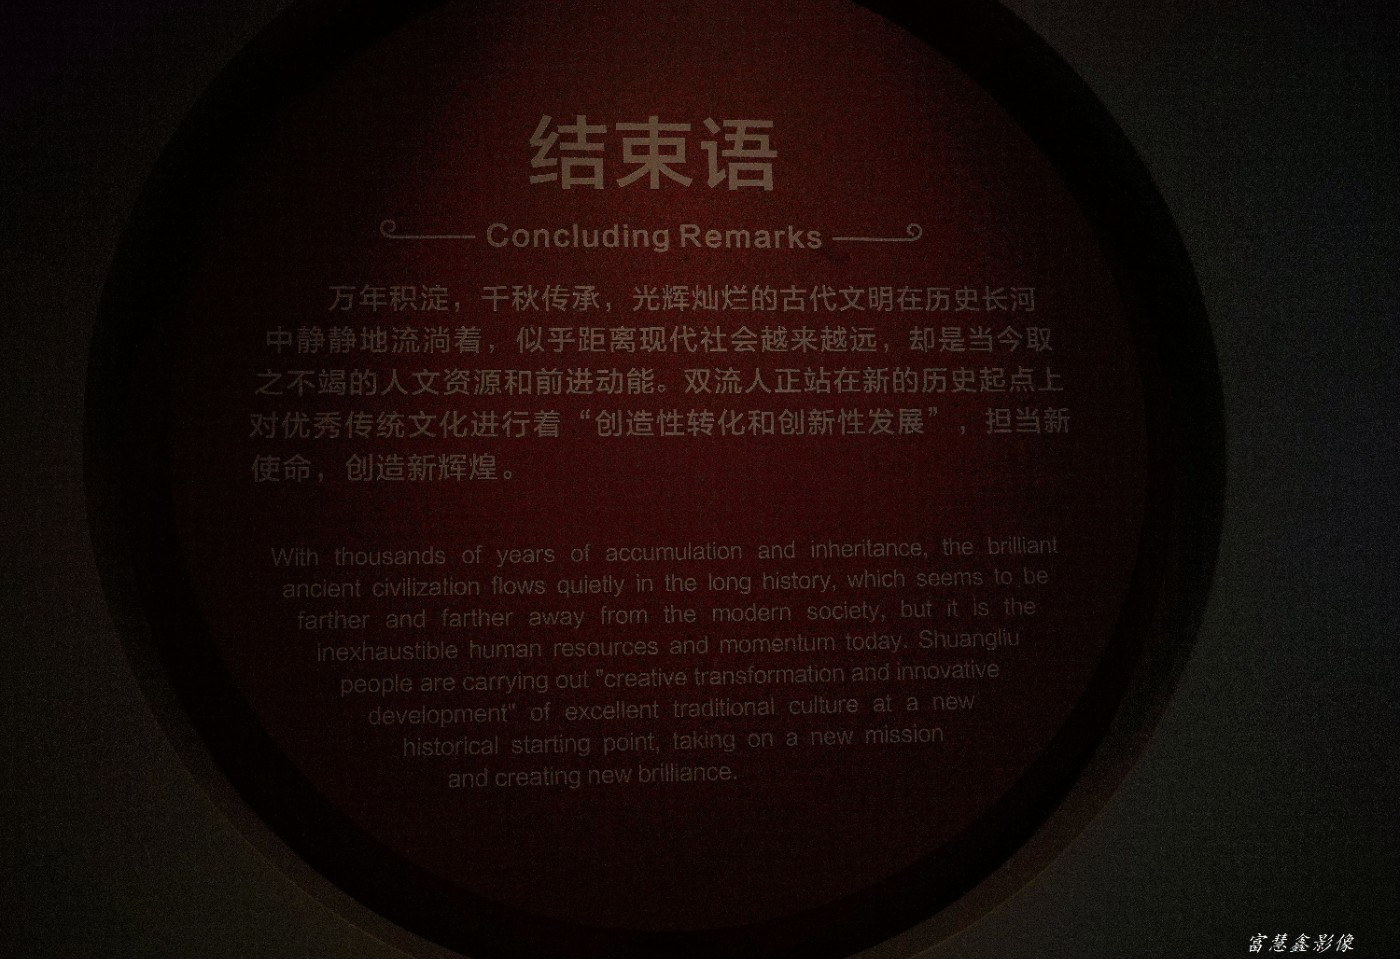 结束语
Concluding Remarks
万年积淀，千秋传承，光辉灿烂的古代文明在历史长河
中静静地流淌着，似乎距离现代社会越来越远，却是当今取
之不竭的人文资源和前进动能。双流人正站在新的历史起点上
对优秀传统文化进行着“创造性转化和创新性发展”，担当新
使命，创造新辉煌。
With thousands of years of accumulation and inheritance, the brilliant
ancient civilization flows quietly in the long history, which seems to be
farther and farther away from the modern society, but it is the
inexhaustible human resources and momentum today. Shuangliu
people are carrying out "creative transformation and innovative
development" of excellent traditional culture at a new
historical starting point, taking on a new mission
and creating new brilliance.
富慧鑫影像